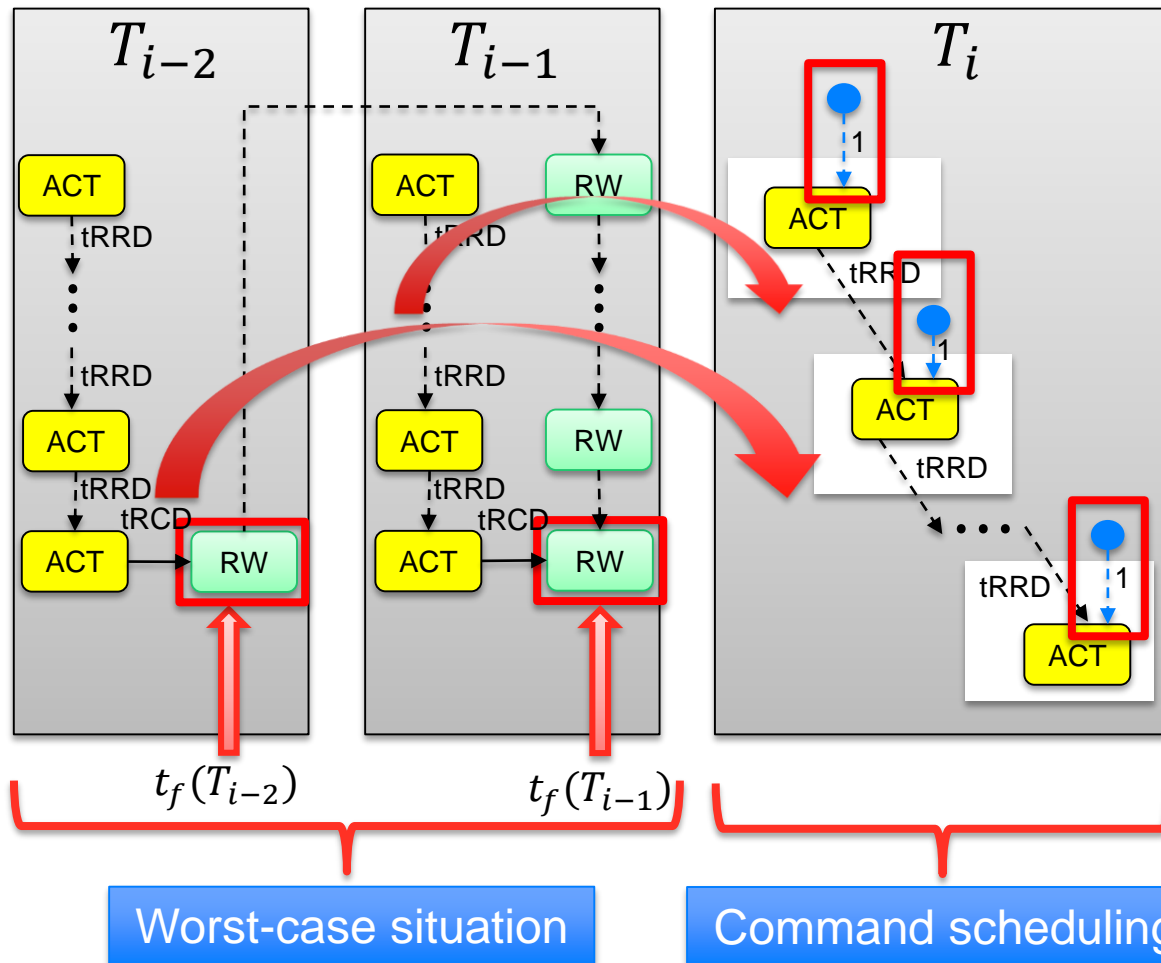 T_{i-2}
ACT
tRRD
tRRD
ACT
tRRD
tRCD
ACT
RW
T_{i-1}
ACT
RW
tRRD
tRRD
ACT
RW
tRRD
tRCD
ACT
RW
T_i
1
ACT
tRRD
1
ACT
tRRD
1
tRRD
ACT
t_f(T_{i-2})
t_f(T_{i-1})
Worst-case situation
Command scheduling